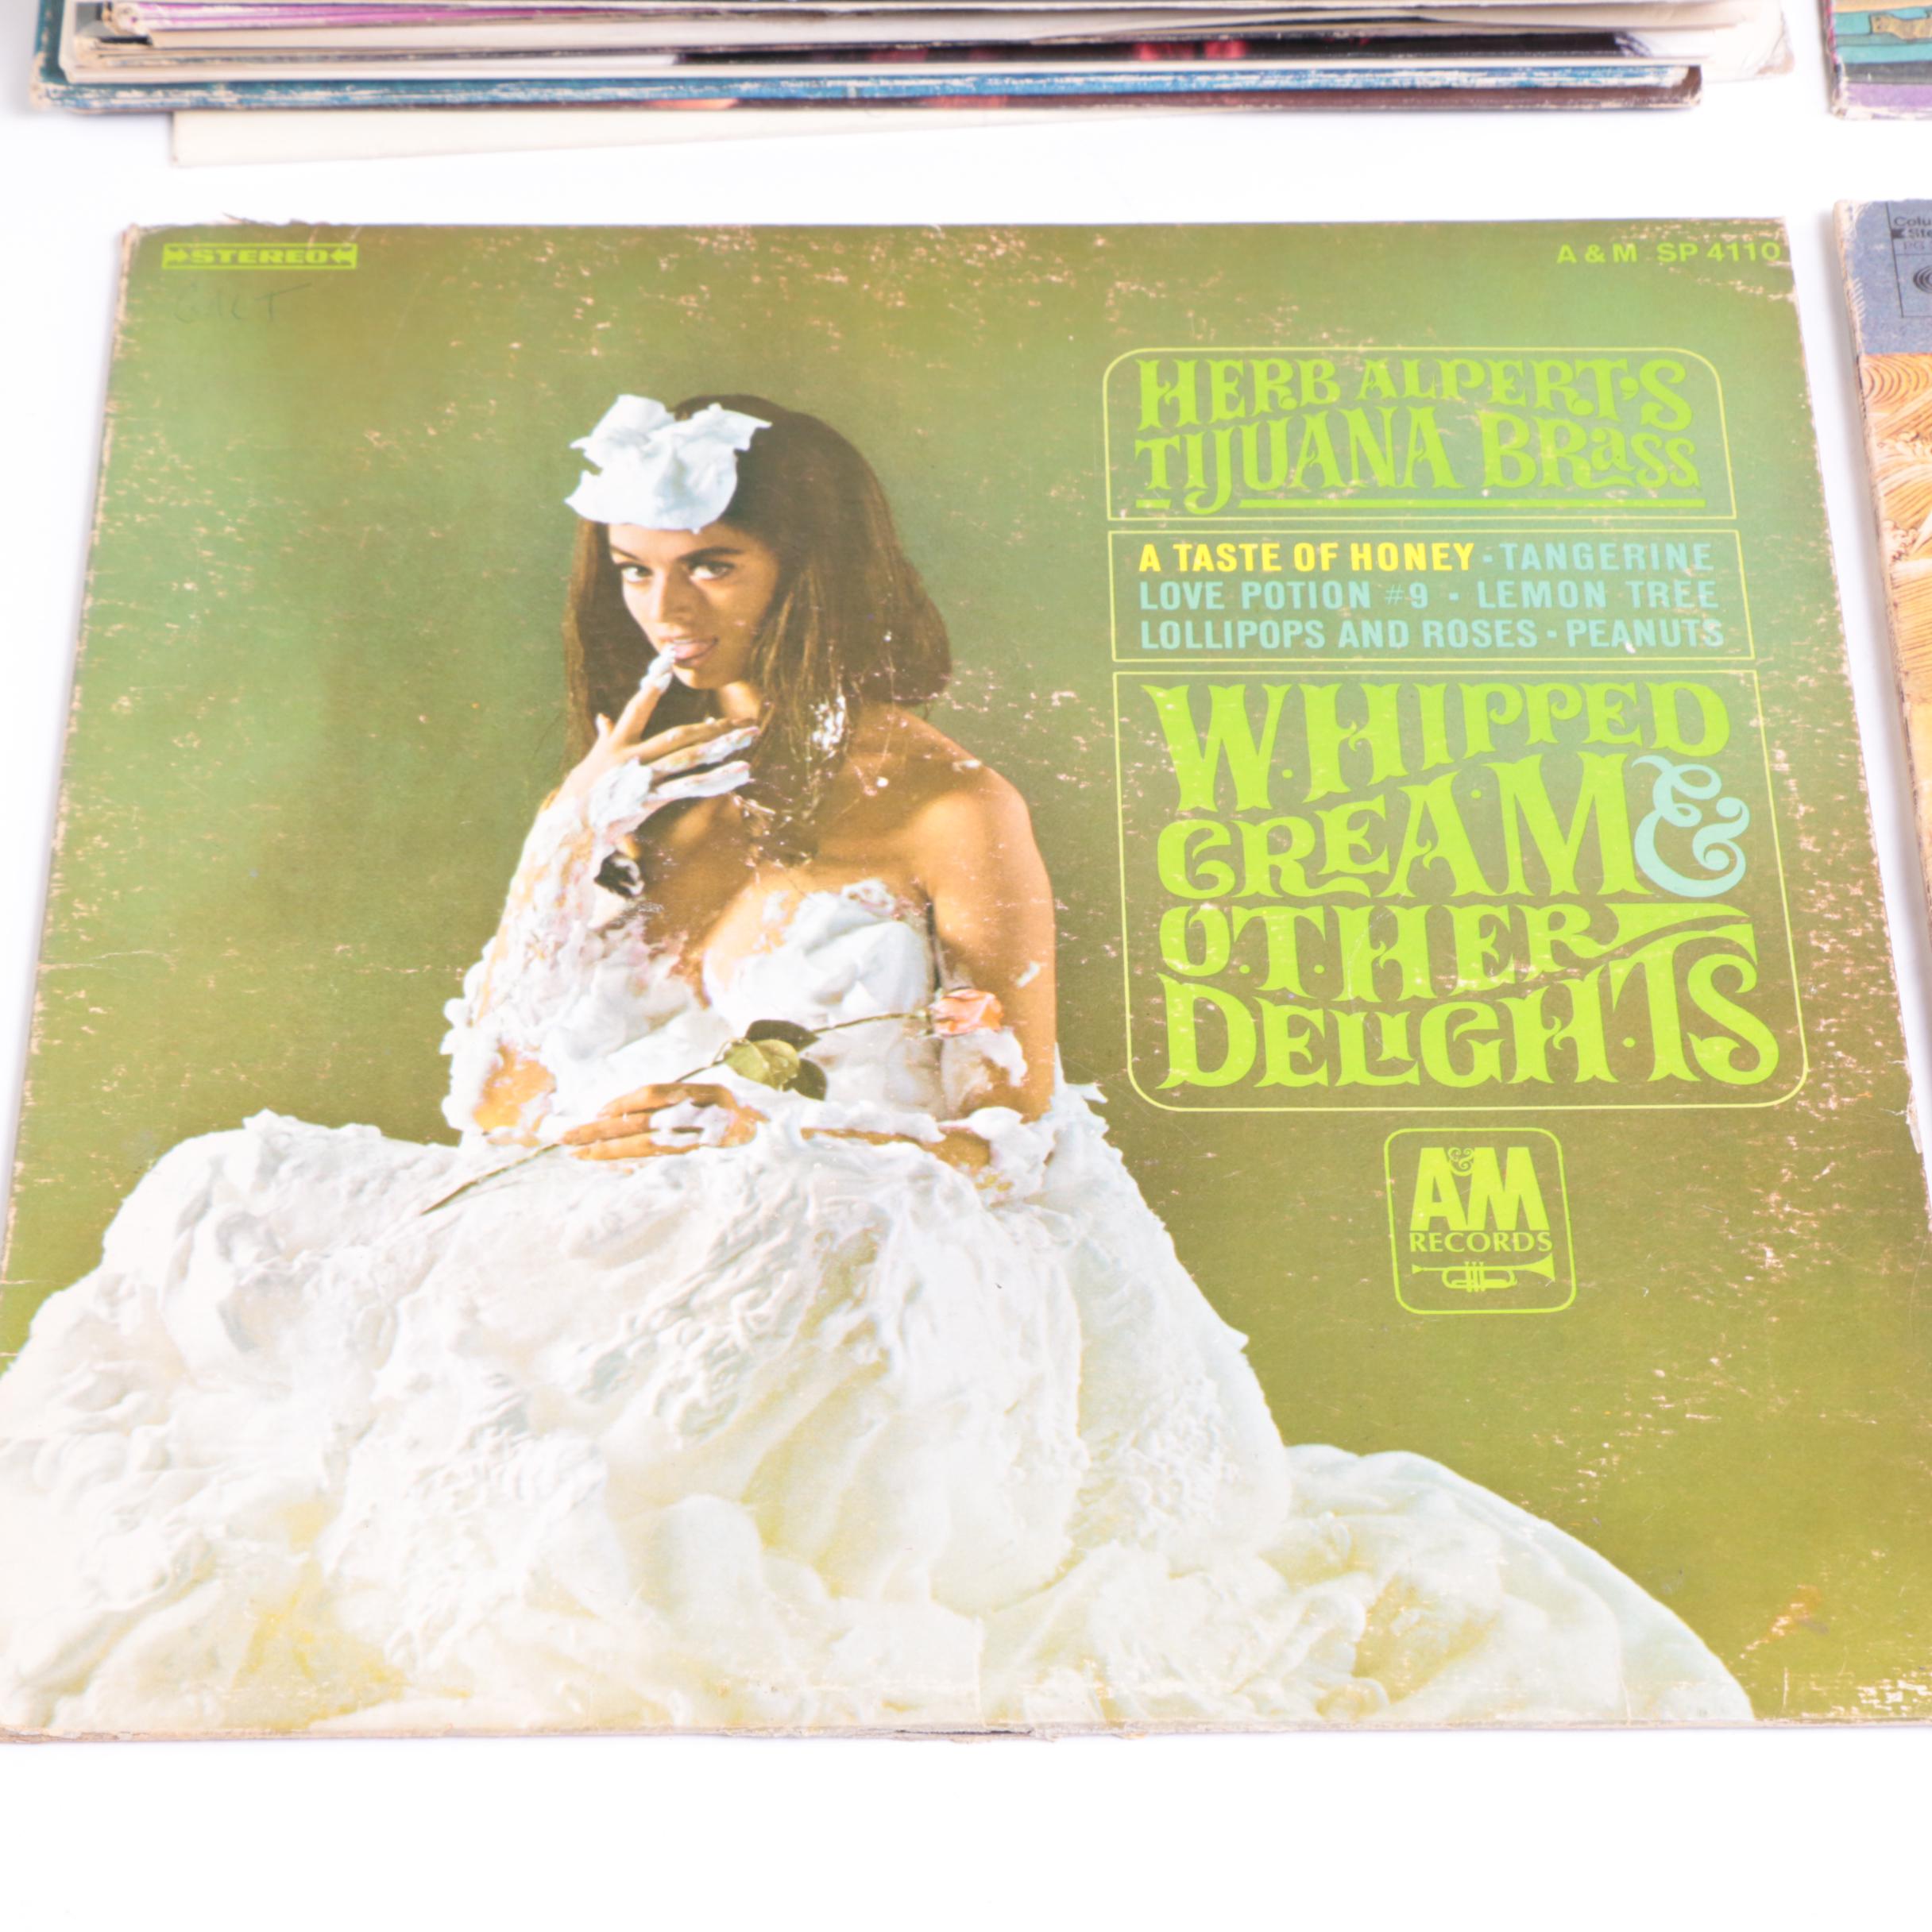 STEREO
A & M SP 4110
HERB ALPERT'S
TIJUANA BRASS
A TASTE OF HONEY · TANGERINE
LOVE POTION #9 · LEMON TREE
LOLLIPOPS AND ROSES · PEANUTS
WHIPPED
CREAM &
OTHER
DELIGHTS
A&M
RECORDS